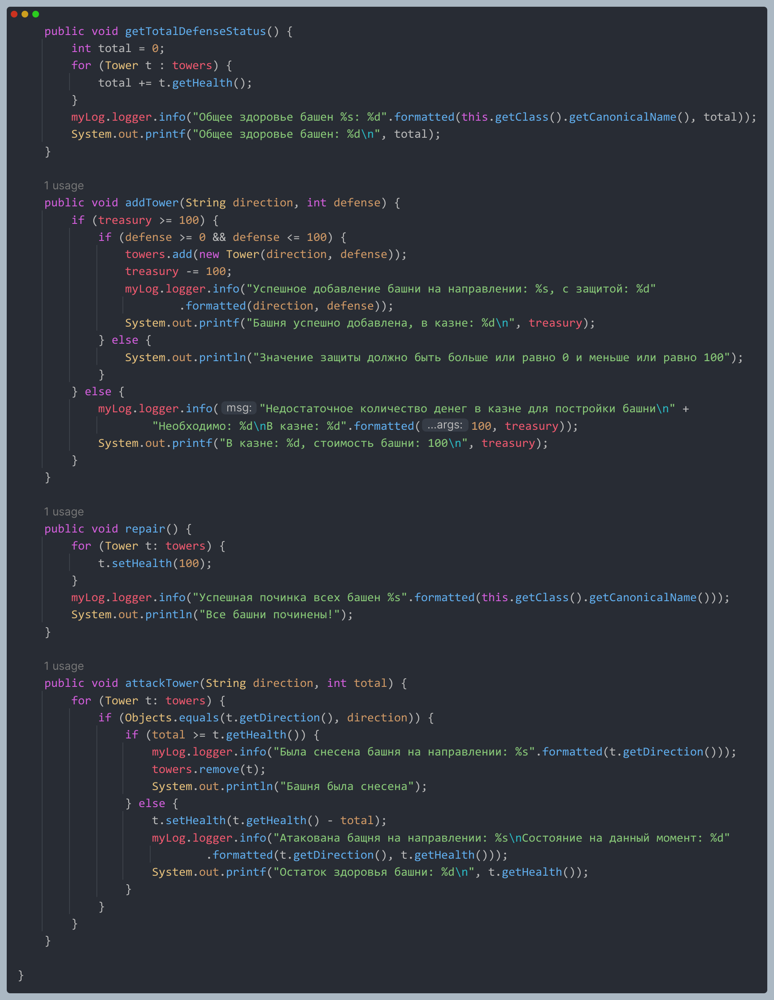 public void getTotalDefenseStatus() {
int total = 0;
for (Tower t : towers) {
total += t.getHealth();
}
myLog.logger.info("Общее здоровье башен %s: %d".formatted(this.getClass().getCanonicalName(), total));
System.out.printf("Общее здоровье башен: %d\n", total);
}
1 usage
public void addTower(String direction, int defense) {
if (treasury >= 100) {
if (defense >= 0 && defense <= 100) {
towers.add(new Tower(direction, defense));
treasury -= 100;
myLog.logger.info("Успешное добавление башни на направлении: %s, с защитой: %d"
.formatted(direction, defense));
System.out.printf("Башня успешно добавлена, в казне: %d\n", treasury);
} else {
System.out.println("Значение защиты должно быть больше или равно 0 и меньше или равно 100");
}
} else {
myLog.logger.info( msg: "Недостаточное количество денег в казне для постройки башни\n" +
"Необходимо: %d\nВ казне: %d".formatted( ...args: 100, treasury));
System.out.printf("В казне: %d, стоимость башни: 100\n", treasury);
}
}
1 usage
public void repair() {
for (Tower t: towers) {
t.setHealth(100);
}
myLog.logger.info("Успешная починка всех башен %s".formatted(this.getClass().getCanonicalName()));
System.out.println("Все башни починены!");
}
1 usage
public void attackTower(String direction, int total) {
for (Tower t: towers) {
if (Objects.equals(t.getDirection(), direction)) {
if (total >= t.getHealth()) {
myLog.logger.info("Была снесена башня на направлении: %s".formatted(t.getDirection()));
towers.remove(t);
System.out.println("Башня была снесена");
} else {
t.setHealth(t.getHealth() - total);
myLog.logger.info("Атакована бащня на направлении: %s\nСостояние на данный момент: %d"
.formatted(t.getDirection(), t.getHealth()));
System.out.printf("Остаток здоровья башни: %d\n", t.getHealth());
}
}
}
}
}